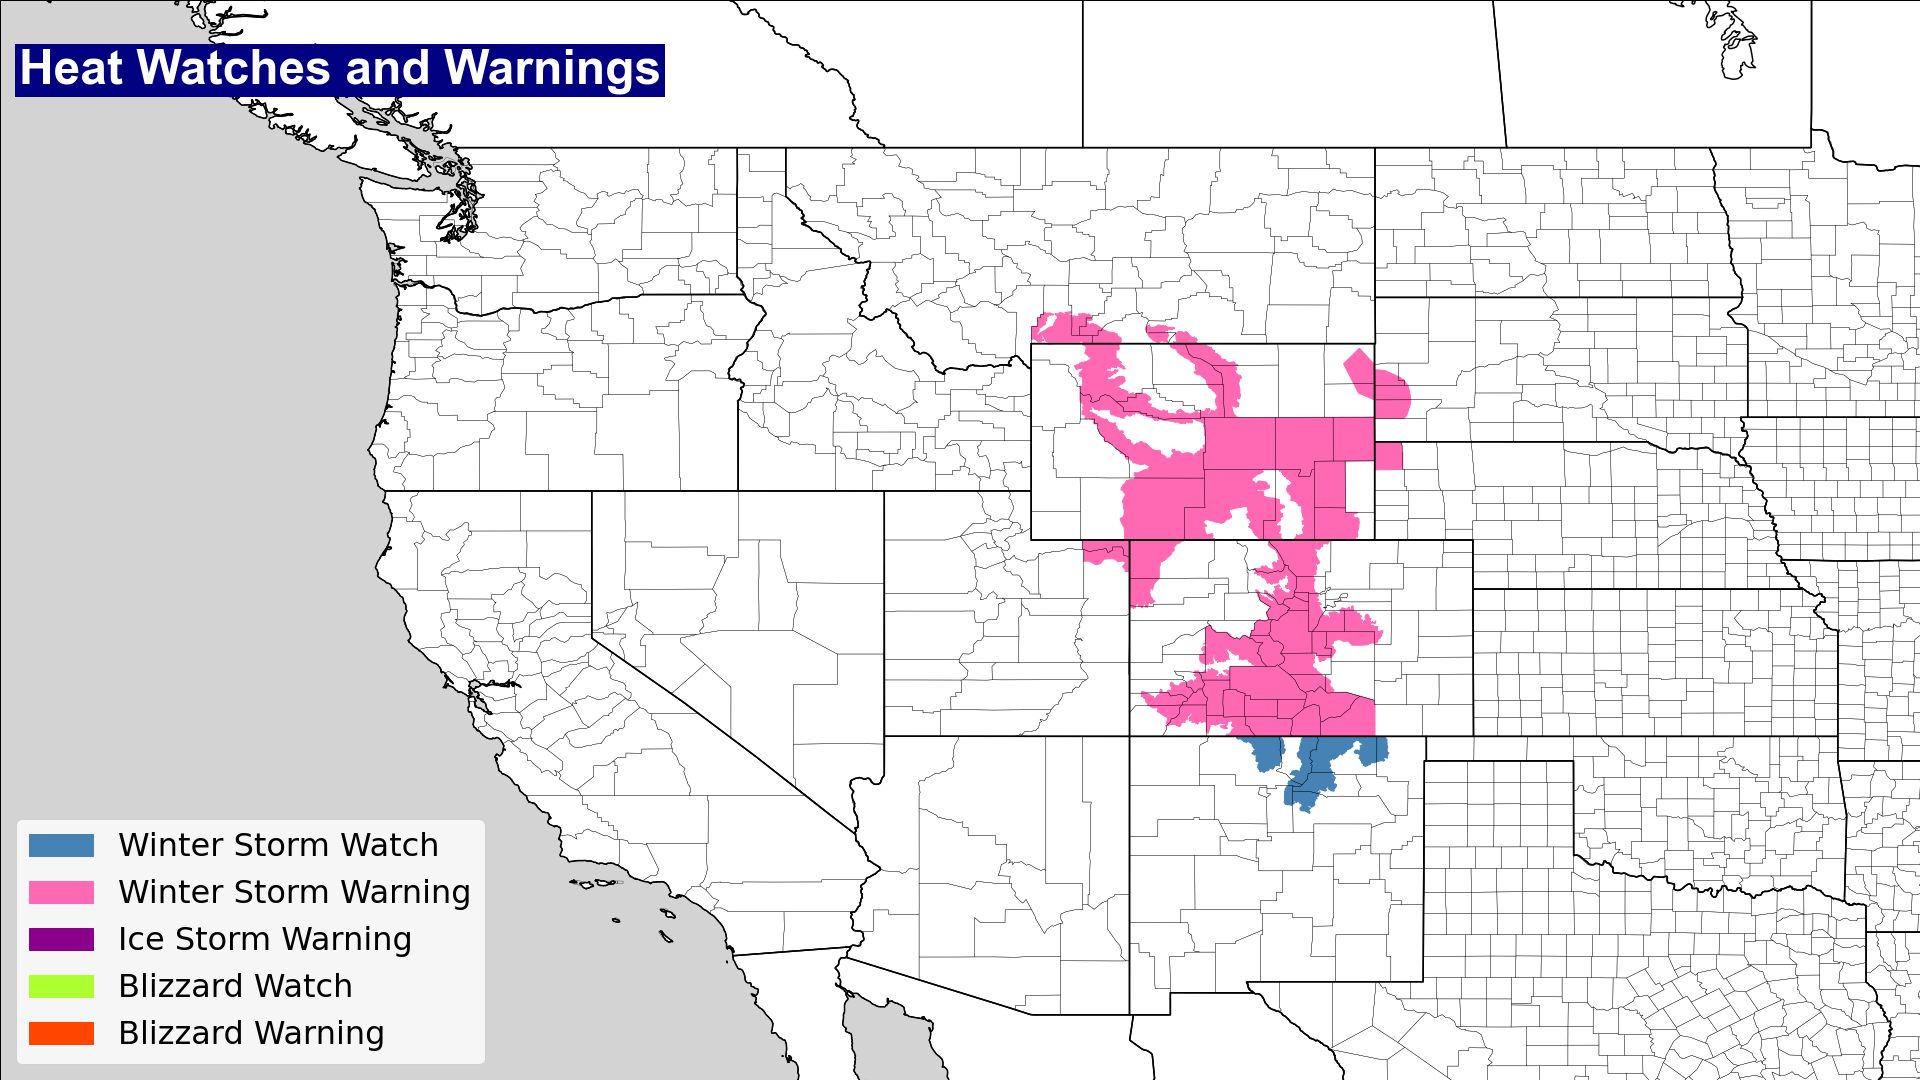 Heat Watches and Warnings
Winter Storm Watch
Winter Storm Warning
Ice Storm Warning
Blizzard Watch
Blizzard Warning